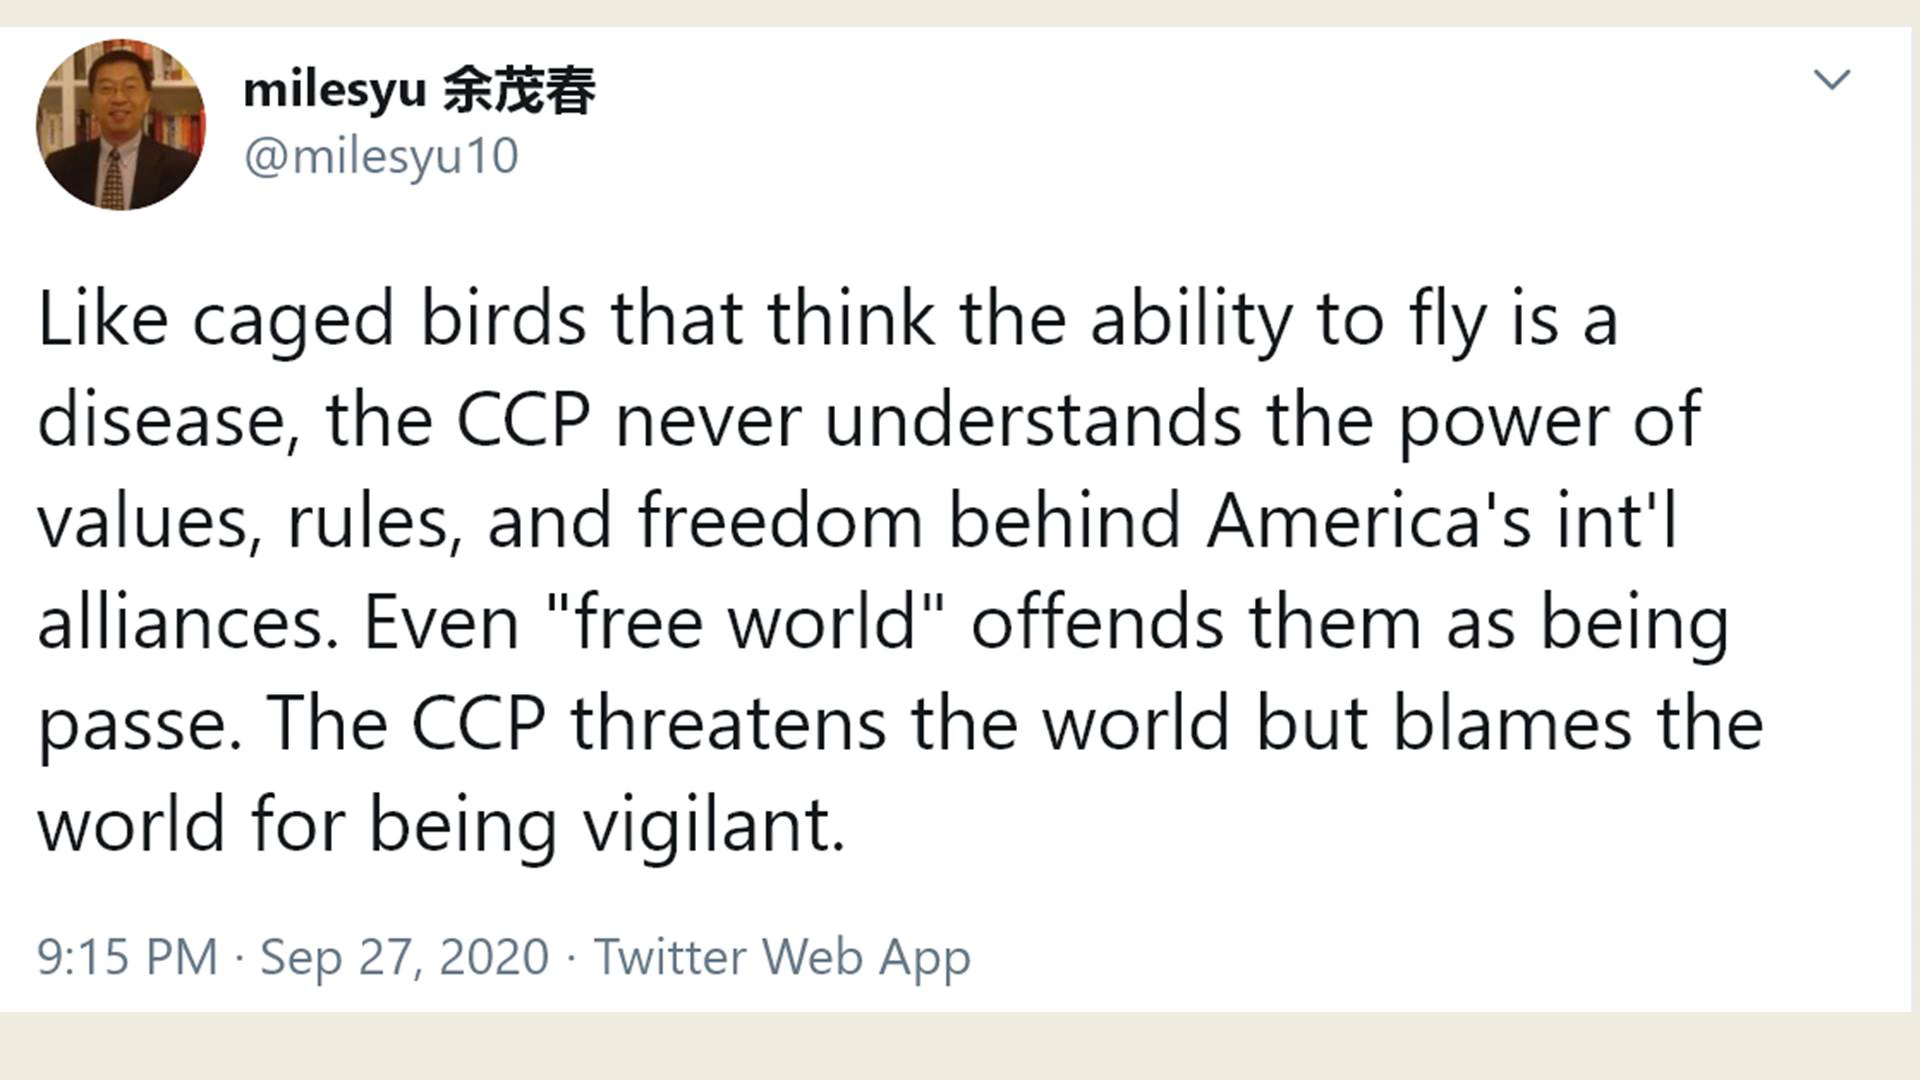 milesyu 余茂春
@milesyu10
Like caged birds that think the ability to fly is a
disease, the CCP never understands the power of
values, rules, and freedom behind America's int'l
alliances. Even "free world" offends them as being
passe. The CCP threatens the world but blames the
world for being vigilant.
9:15 PM · Sep 27, 2020 · Twitter Web App